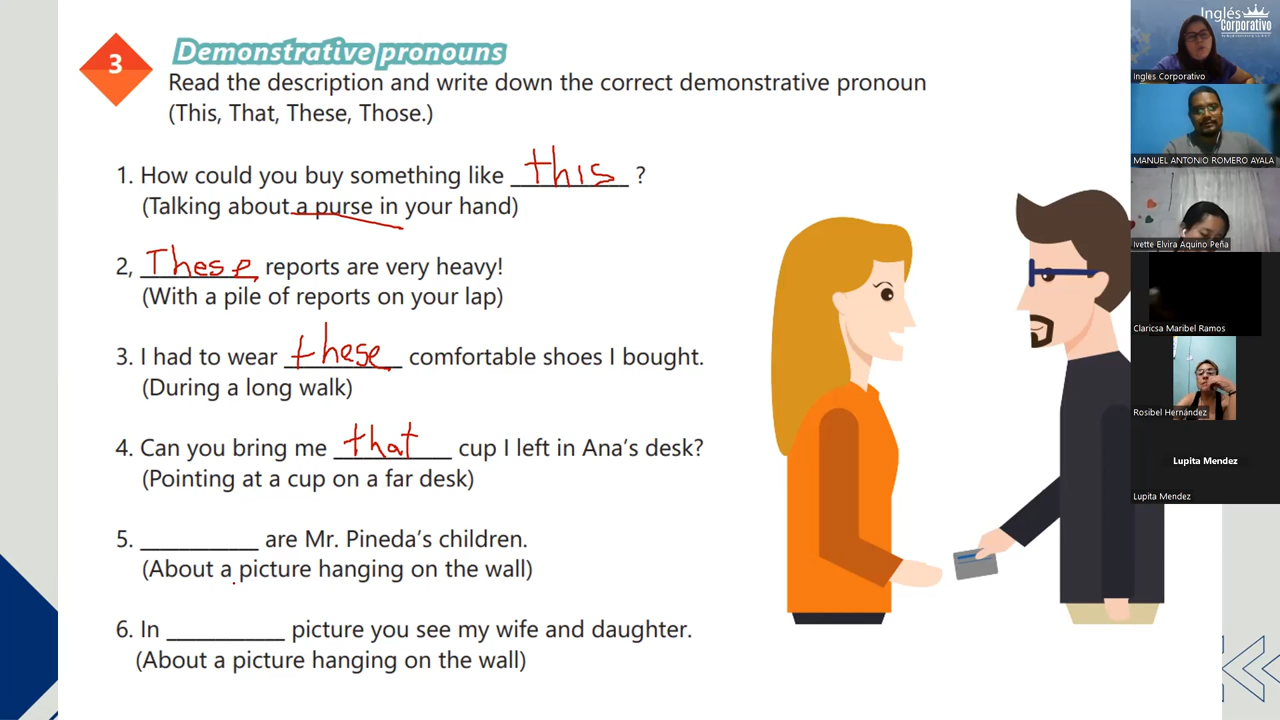 3
Demonstrative pronouns
Read the description and write down the correct demonstrative pronoun
(This, That, These, Those.)
1. How could you buy something like this ?
(Talking about a purse in your hand)
2, These reports are very heavy!
(With a pile of reports on your lap)
3. I had to wear these comfortable shoes I bought.
(During a long walk)
4. Can you bring me that cup I left in Ana's desk?
(Pointing at a cup on a far desk)
5. __________ are Mr. Pineda's children.
(About a picture hanging on the wall)
6. In __________ picture you see my wife and daughter.
(About a picture hanging on the wall)
Inglés
Corporativo
Ingles Corporativo
MANUEL ANTONIO ROMERO AYALA
Ivette Elvira Aquino Peña
Claricsa Maribel Ramos
Rosibel Hernández
Lupita Mendez
Lupita Mendez